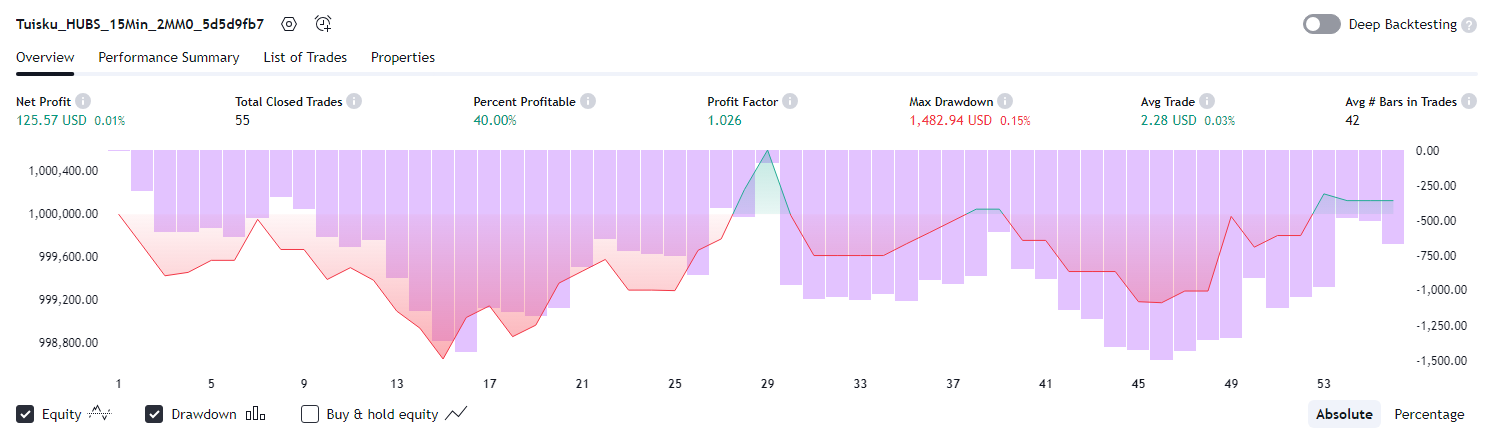 Tuisku_HUBS_15Min_2MM0_5d5d9fb7 Deep Backtesting
Overview Performance Summary List of Trades Properties
Net Profit Total Closed Trades Percent Profitable Profit Factor Max Drawdown Avg Trade Avg # Bars in Trades
125.57 USD 0.01% 55 40.00% 1.026 1,482.94 USD 0.15% 2.28 USD 0.03% 42
0.00
1,000,400.00
-250.00
1,000,000.00
-500.00
999,600.00
-750.00
-1,000.00
999,200.00
-1,250.00
998,800.00
-1,500.00
1 5 9 13 17 21 25 29 33 37 41 45 49 53
Equity Drawdown Buy & hold equity Absolute Percentage